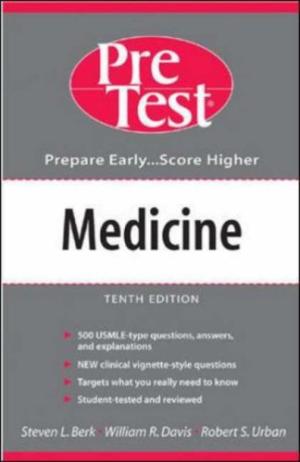 Pre
Test®
Prepare Early...Score Higher
Medicine
TENTH EDITION
500 USMLE-type questions, answers,
and explanations
NEW clinical vignette-style questions
Targets what you really need to know
Student-tested and reviewed
Steven L. Berk • William R. Davis • Robert S. Urban